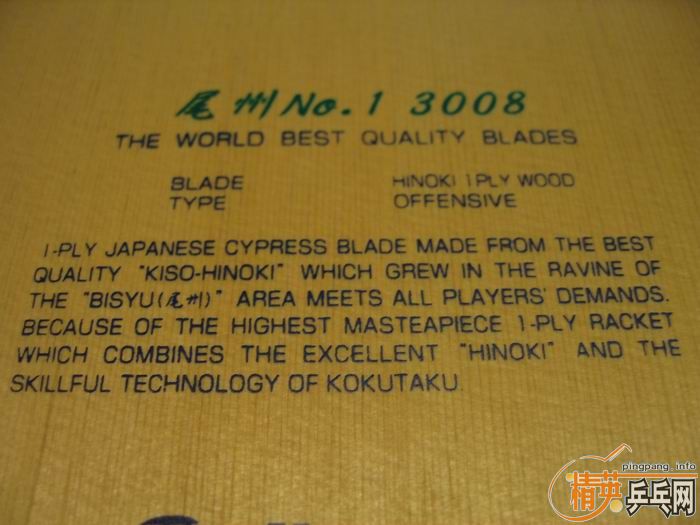 尾州No.1 3008
THE WORLD BEST QUALITY BLADES
BLADE HINOKI 1 PLY WOOD
TYPE OFFENSIVE
1-PLY JAPANESE CYPRESS BLADE MADE FROM THE BEST
QUALITY "KISO-HINOKI" WHICH GREW IN THE RAVINE OF
THE "BISYU(尾州)" AREA MEETS ALL PLAYERS' DEMANDS.
BECAUSE OF THE HIGHEST MASTEAPIECE 1-PLY RACKET
WHICH COMBINES THE EXCELLENT "HINOKI" AND THE
SKILLFUL TECHNOLOGY OF KOKUTAKU.
pingpang.info
精英乒乓网